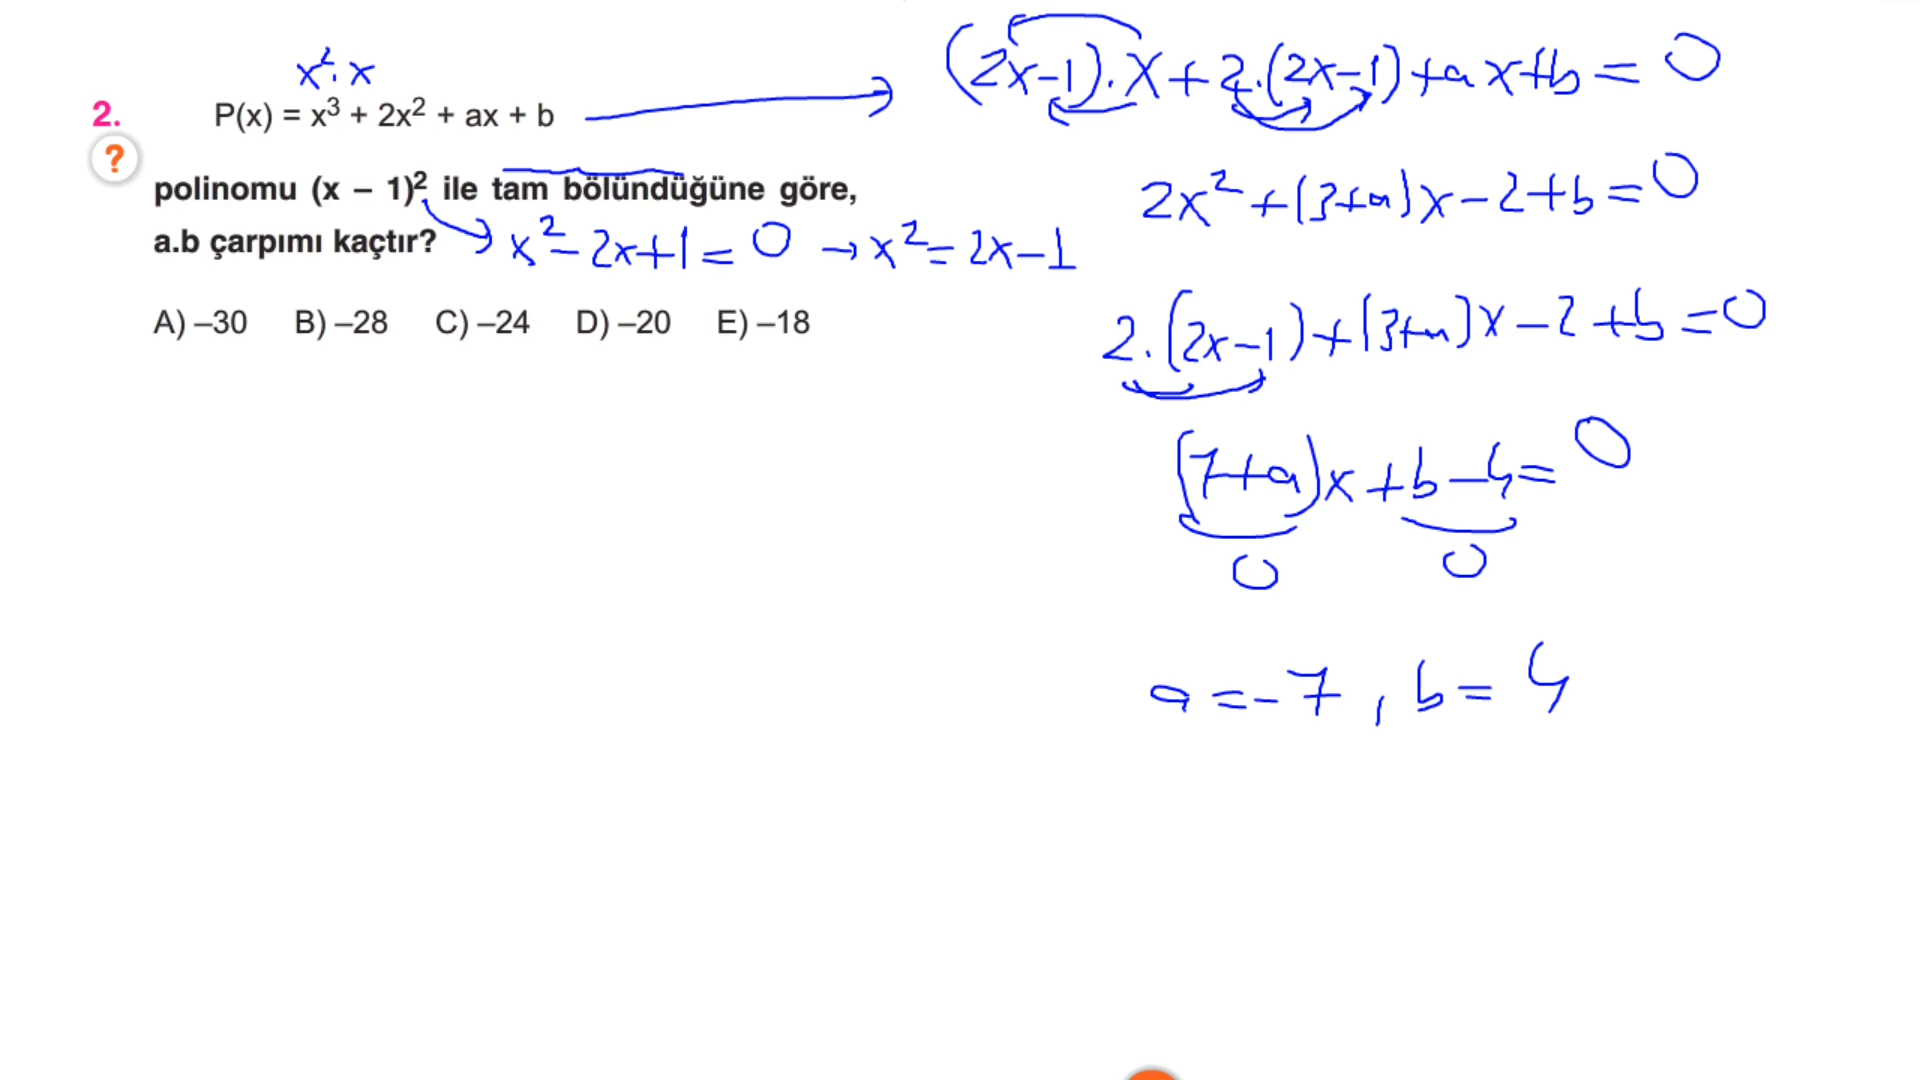 x².x
2. P(x) = x³ + 2x² + ax + b
?
polinomu (x – 1)² ile tam bölündüğüne göre,
a.b çarpımı kaçtır?
x² – 2x + 1 = 0 → x² = 2x – 1
A) –30 B) –28 C) –24 D) –20 E) –18
(2x – 1).x + 2.(2x – 1) + ax + b = 0
2x² + (3+a)x – 2 + b = 0
2.(2x – 1) + (3+a)x – 2 + b = 0
(7+a)x + b – 4 = 0
0 0
a = –7, b = 4